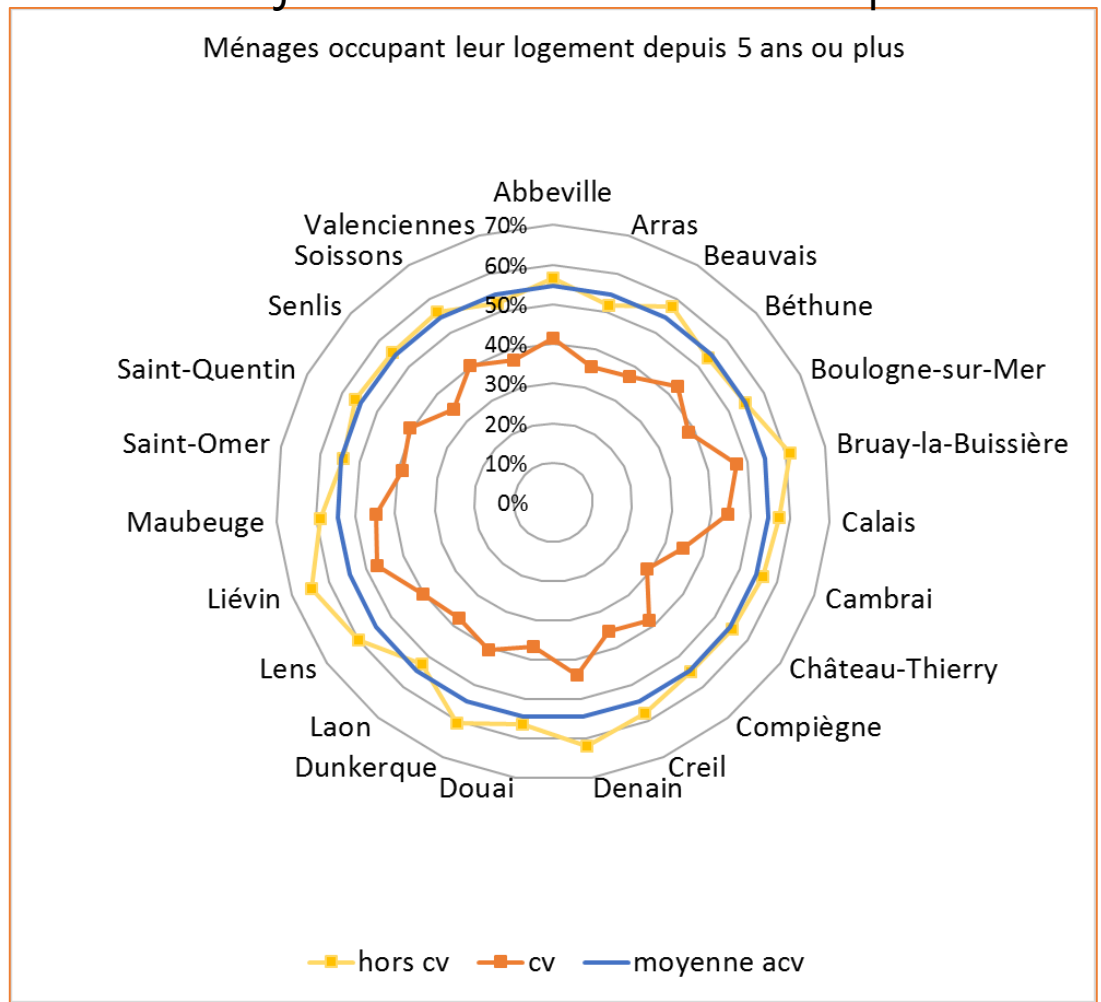 Ménages occupant leur logement depuis 5 ans ou plus
Abbeville
Valenciennes
70%
Arras
Soissons
60%
Beauvais
Senlis
50%
Béthune
Saint-Quentin
40%
Boulogne-sur-Mer
30%
Saint-Omer
20%
Bruay-la-Buissière
10%
Maubeuge
0%
Calais
Liévin
Cambrai
Lens
Château-Thierry
Laon
Compiègne
Dunkerque
Creil
Douai
Denain
hors cv cv moyenne acv